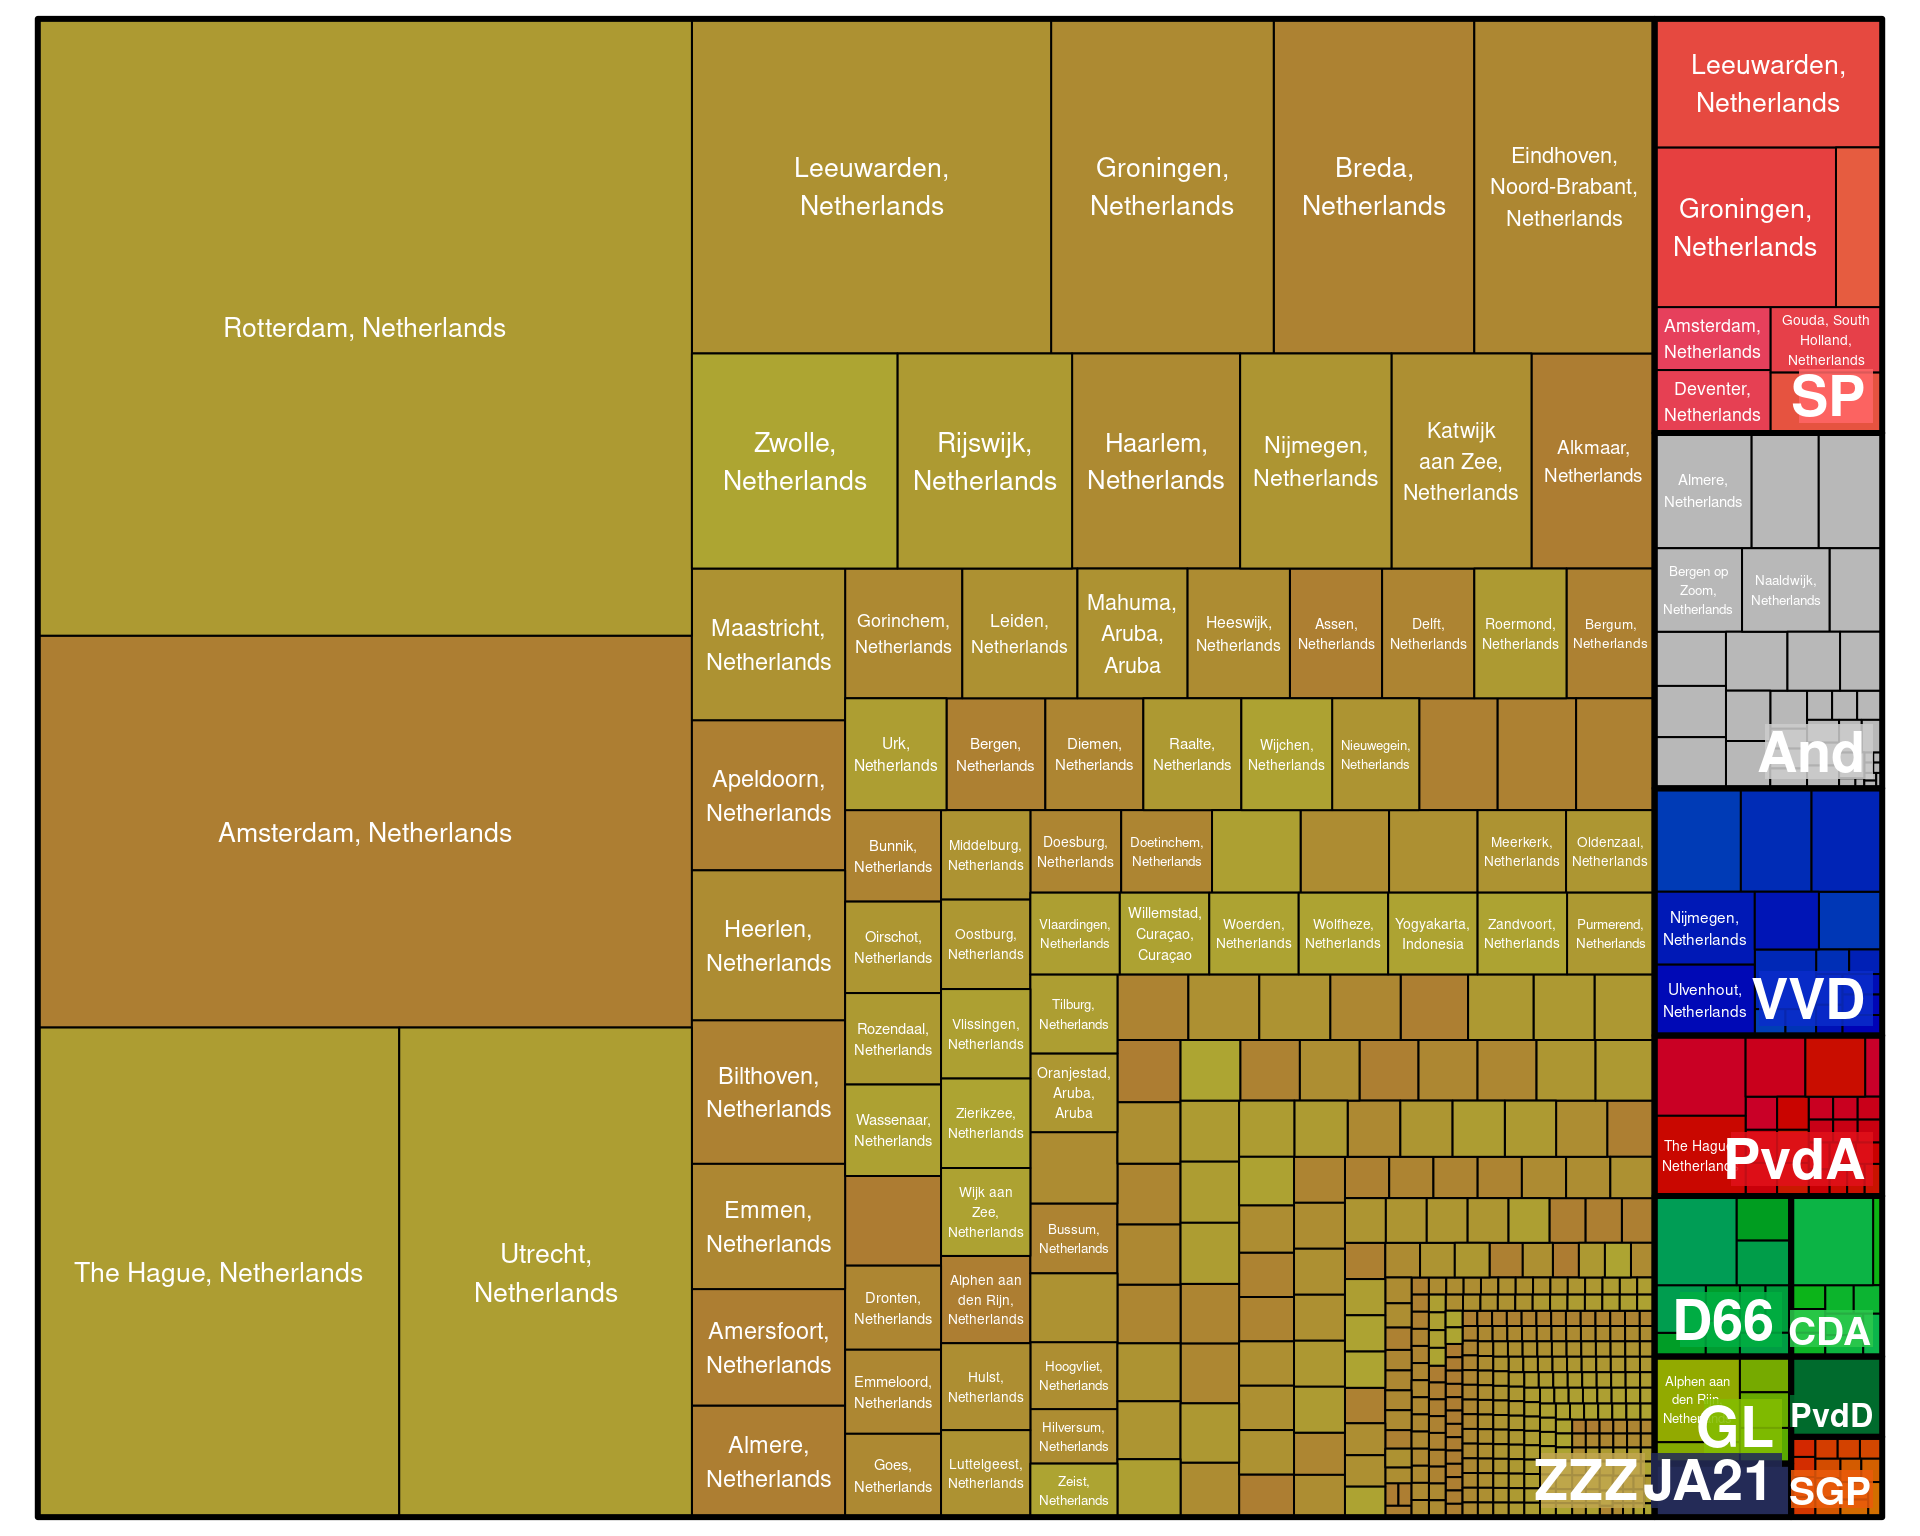 Rotterdam, Netherlands
Amsterdam, Netherlands
The Hague, Netherlands
Utrecht,
Netherlands
Leeuwarden,
Netherlands
Groningen,
Netherlands
Breda,
Netherlands
Eindhoven,
Noord-Brabant,
Netherlands
Zwolle,
Netherlands
Rijswijk,
Netherlands
Haarlem,
Netherlands
Nijmegen,
Netherlands
Katwijk
aan Zee,
Netherlands
Alkmaar,
Netherlands
Maastricht,
Netherlands
Apeldoorn,
Netherlands
Heerlen,
Netherlands
Bilthoven,
Netherlands
Emmen,
Netherlands
Amersfoort,
Netherlands
Almere,
Netherlands
Gorinchem,
Netherlands
Leiden,
Netherlands
Mahuma,
Aruba,
Aruba
Heeswijk,
Netherlands
Assen,
Netherlands
Delft,
Netherlands
Roermond,
Netherlands
Bergum,
Netherlands
Urk,
Netherlands
Bergen,
Netherlands
Diemen,
Netherlands
Raalte,
Netherlands
Wijchen,
Netherlands
Nieuwegein,
Netherlands
Bunnik,
Netherlands
Oirschot,
Netherlands
Rozendaal,
Netherlands
Wassenaar,
Netherlands
Dronten,
Netherlands
Emmeloord,
Netherlands
Goes,
Netherlands
Middelburg,
Netherlands
Oostburg,
Netherlands
Vlissingen,
Netherlands
Zierikzee,
Netherlands
Wijk aan
Zee,
Netherlands
Alphen aan
den Rijn,
Netherlands
Hulst,
Netherlands
Luttelgeest,
Netherlands
Doesburg,
Netherlands
Doetinchem,
Netherlands
Meerkerk,
Netherlands
Oldenzaal,
Netherlands
Vlaardingen,
Netherlands
Willemstad,
Curaçao,
Curaçao
Woerden,
Netherlands
Wolfheze,
Netherlands
Yogyakarta,
Indonesia
Zandvoort,
Netherlands
Purmerend,
Netherlands
Tilburg,
Netherlands
Oranjestad,
Aruba,
Aruba
Bussum,
Netherlands
Hoogvliet,
Netherlands
Hilversum,
Netherlands
Zeist,
Netherlands
ZZZ
Leeuwarden,
Netherlands
Groningen,
Netherlands
Amsterdam,
Netherlands
Gouda, South
Holland,
Netherlands
Deventer,
Netherlands
SP
Almere,
Netherlands
Bergen op
Zoom,
Netherlands
Naaldwijk,
Netherlands
And
Nijmegen,
Netherlands
Ulvenhout,
Netherlands
VVD
The Hague,
Netherlands
PvdA
D66
CDA
Alphen aan
den Rijn,
Netherlands
GL
PvdD
JA21
SGP